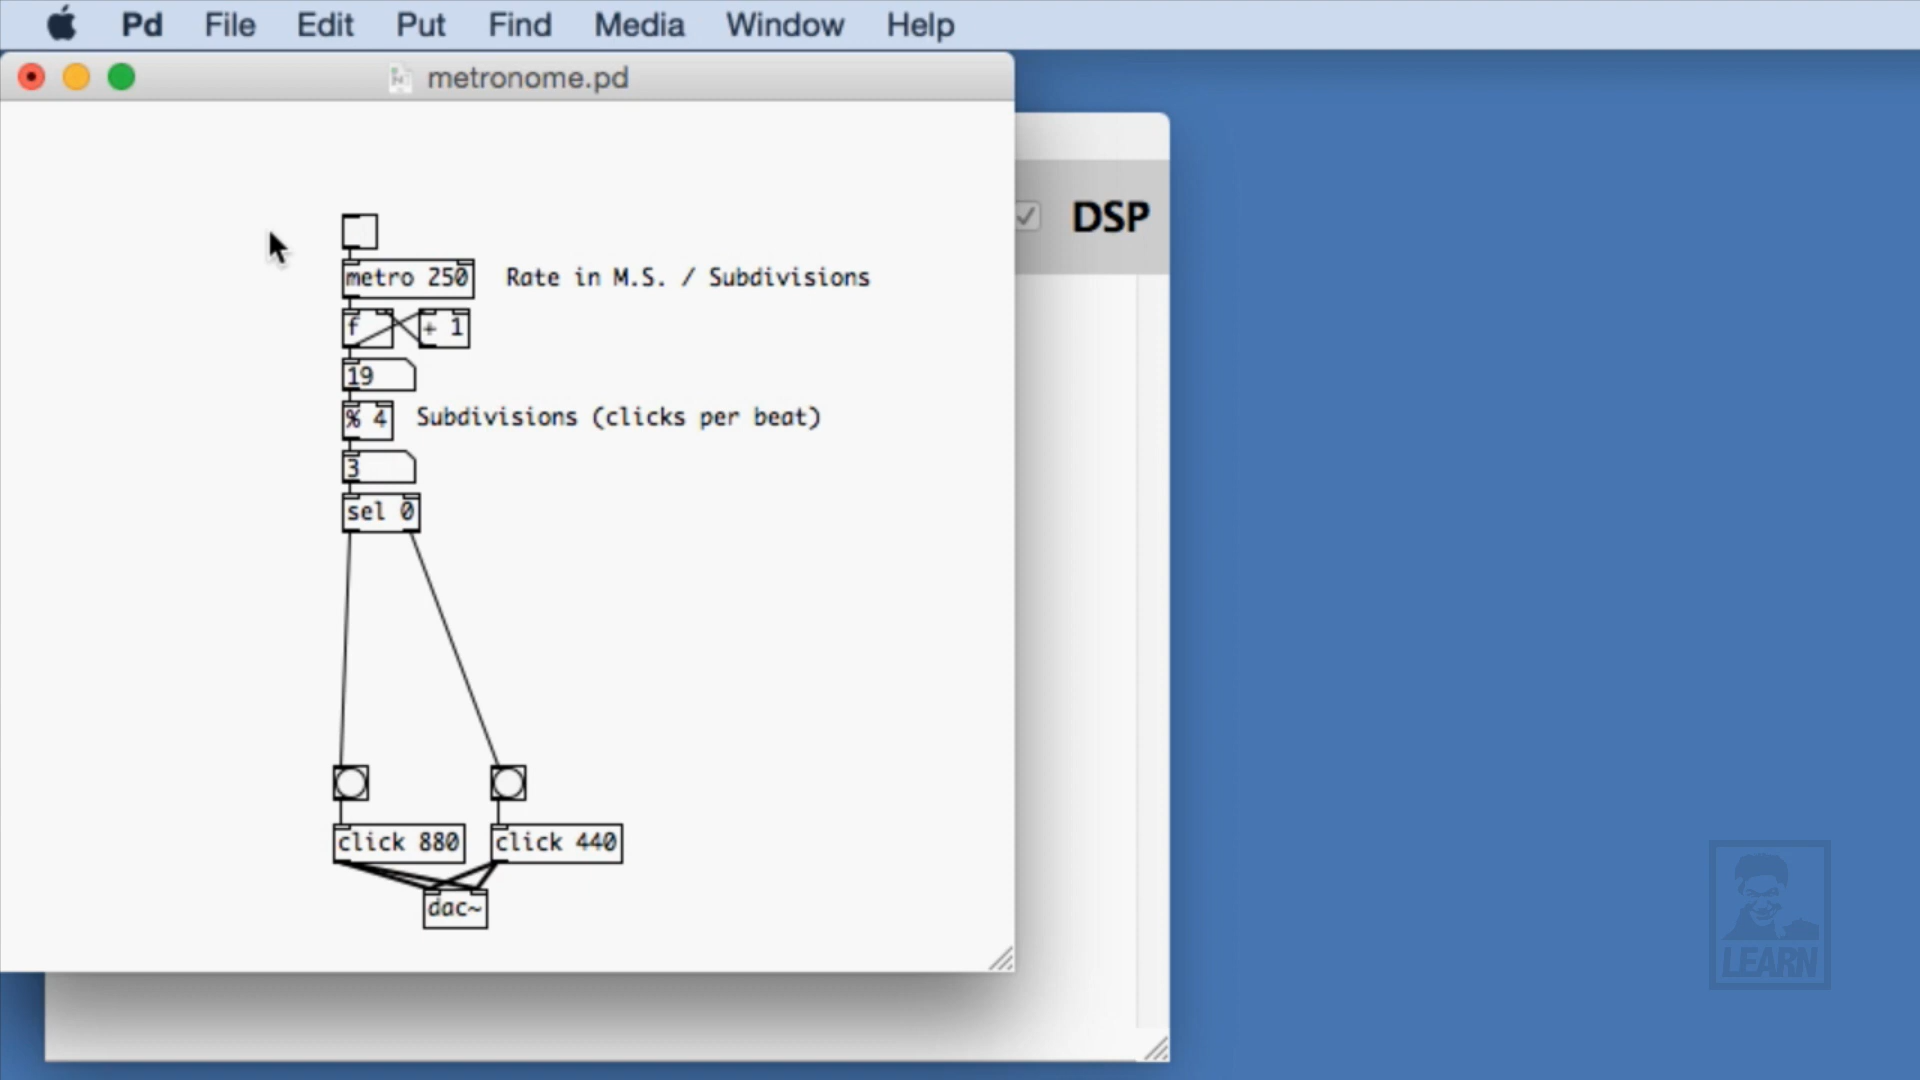 Pd File Edit Put Find Media Window Help
metronome.pd
DSP
metro 250 Rate in M.S. / Subdivisions
f + 1
19
% 4 Subdivisions (clicks per beat)
3
sel 0
click 880 click 440
dac~
LEARN